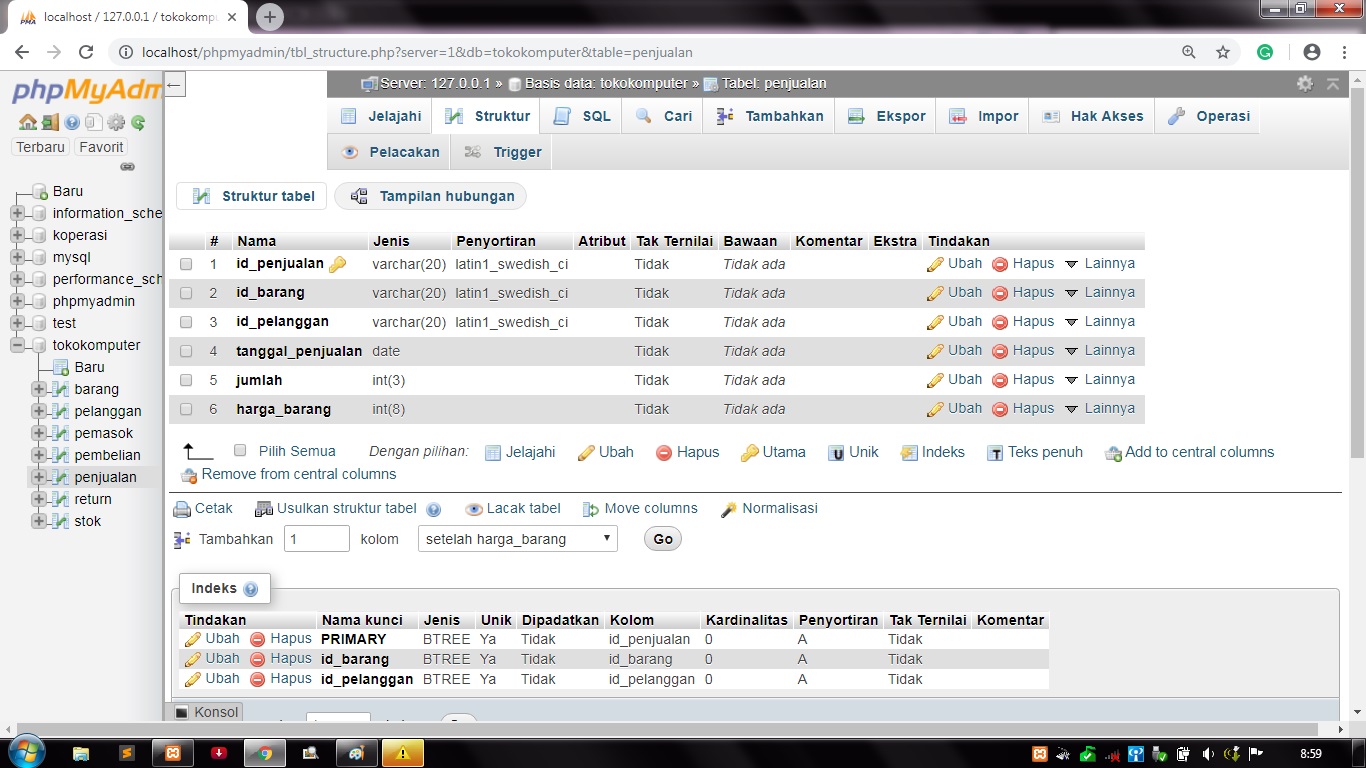 localhost / 127.0.0.1 / tokokompu
localhost/phpmyadmin/tbl_structure.php?server=1&db=tokokomputer&table=penjualan
phpMyAdm
Terbaru Favorit
Baru
information_sche
koperasi
mysql
performance_sch
phpmyadmin
test
tokokomputer
Baru
barang
pelanggan
pemasok
pembelian
penjualan
return
stok
Server: 127.0.0.1 » Basis data: tokokomputer » Tabel: penjualan
Jelajahi Struktur SQL Cari Tambahkan Ekspor Impor Hak Akses Operasi
Pelacakan Trigger
Struktur tabel Tampilan hubungan
# Nama Jenis Penyortiran Atribut Tak Ternilai Bawaan Komentar Ekstra Tindakan
1 id_penjualan varchar(20) latin1_swedish_ci Tidak Tidak ada Ubah Hapus Lainnya
2 id_barang varchar(20) latin1_swedish_ci Tidak Tidak ada Ubah Hapus Lainnya
3 id_pelanggan varchar(20) latin1_swedish_ci Tidak Tidak ada Ubah Hapus Lainnya
4 tanggal_penjualan date Tidak Tidak ada Ubah Hapus Lainnya
5 jumlah int(3) Tidak Tidak ada Ubah Hapus Lainnya
6 harga_barang int(8) Tidak Tidak ada Ubah Hapus Lainnya
Pilih Semua Dengan pilihan: Jelajahi Ubah Hapus Utama Unik Indeks Teks penuh Add to central columns
Remove from central columns
Cetak Usulkan struktur tabel Lacak tabel Move columns Normalisasi
Tambahkan 1 kolom setelah harga_barang Go
Indeks
Tindakan Nama kunci Jenis Unik Dipadatkan Kolom Kardinalitas Penyortiran Tak Ternilai Komentar
Ubah Hapus PRIMARY BTREE Ya Tidak id_penjualan 0 A Tidak
Ubah Hapus id_barang BTREE Ya Tidak id_barang 0 A Tidak
Ubah Hapus id_pelanggan BTREE Ya Tidak id_pelanggan 0 A Tidak
Konsol
8:59